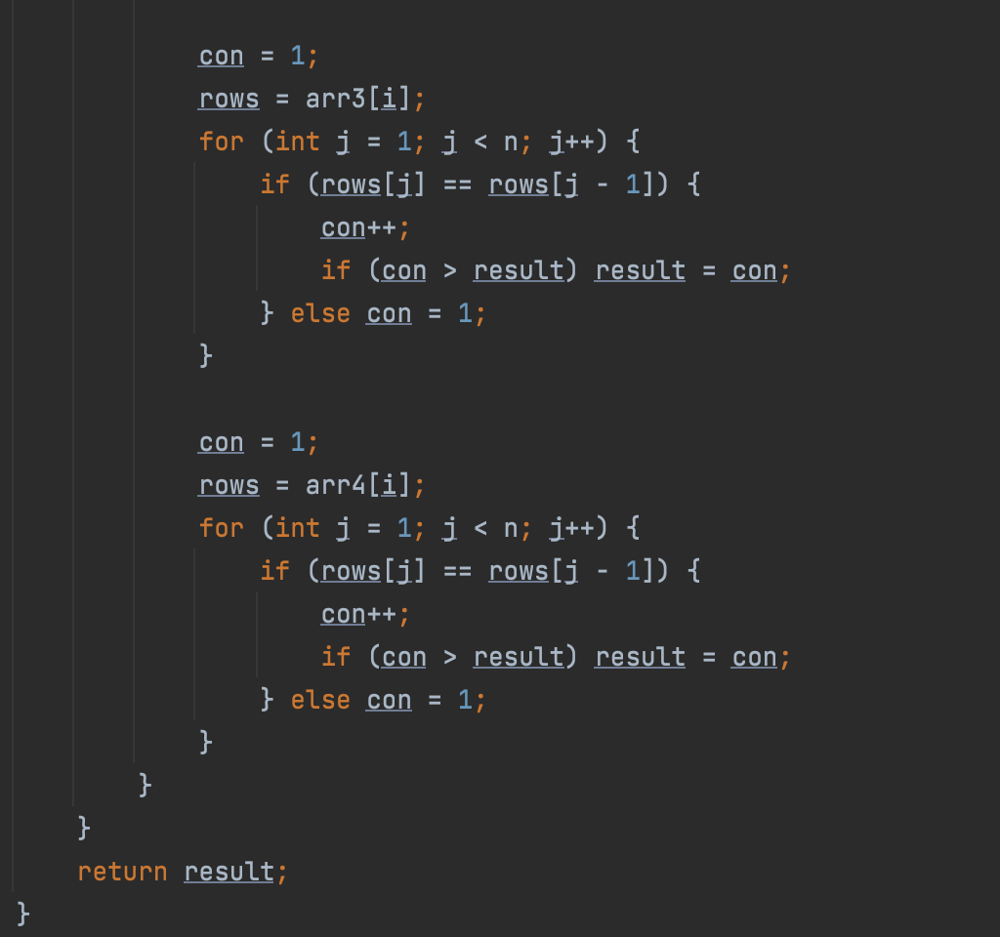 con = 1;
rows = arr3[i];
for (int j = 1; j < n; j++) {
if (rows[j] == rows[j - 1]) {
con++;
if (con > result) result = con;
} else con = 1;
}
con = 1;
rows = arr4[i];
for (int j = 1; j < n; j++) {
if (rows[j] == rows[j - 1]) {
con++;
if (con > result) result = con;
} else con = 1;
}
}
}
return result;
}